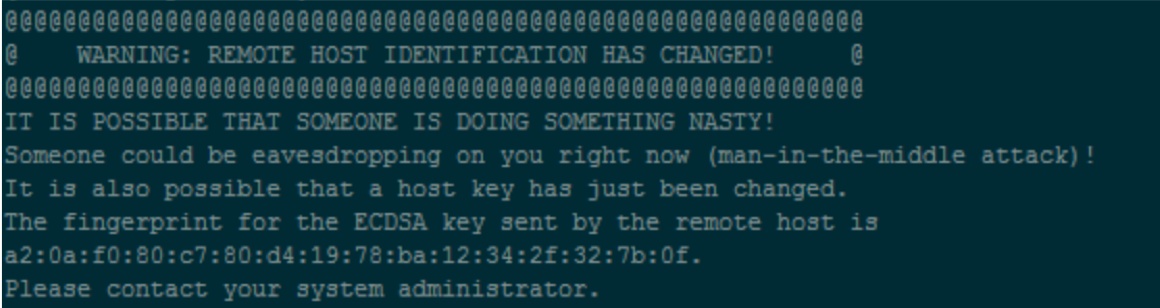 @@@@@@@@@@@@@@@@@@@@@@@@@@@@@@@@@@@@@@@@@@@@@@@@@@@@@@@@@@@
@    WARNING: REMOTE HOST IDENTIFICATION HAS CHANGED!     @
@@@@@@@@@@@@@@@@@@@@@@@@@@@@@@@@@@@@@@@@@@@@@@@@@@@@@@@@@@@
IT IS POSSIBLE THAT SOMEONE IS DOING SOMETHING NASTY!
Someone could be eavesdropping on you right now (man-in-the-middle attack)!
It is also possible that a host key has just been changed.
The fingerprint for the ECDSA key sent by the remote host is
a2:0a:f0:80:c7:80:d4:19:78:ba:12:34:2f:32:7b:0f.
Please contact your system administrator.